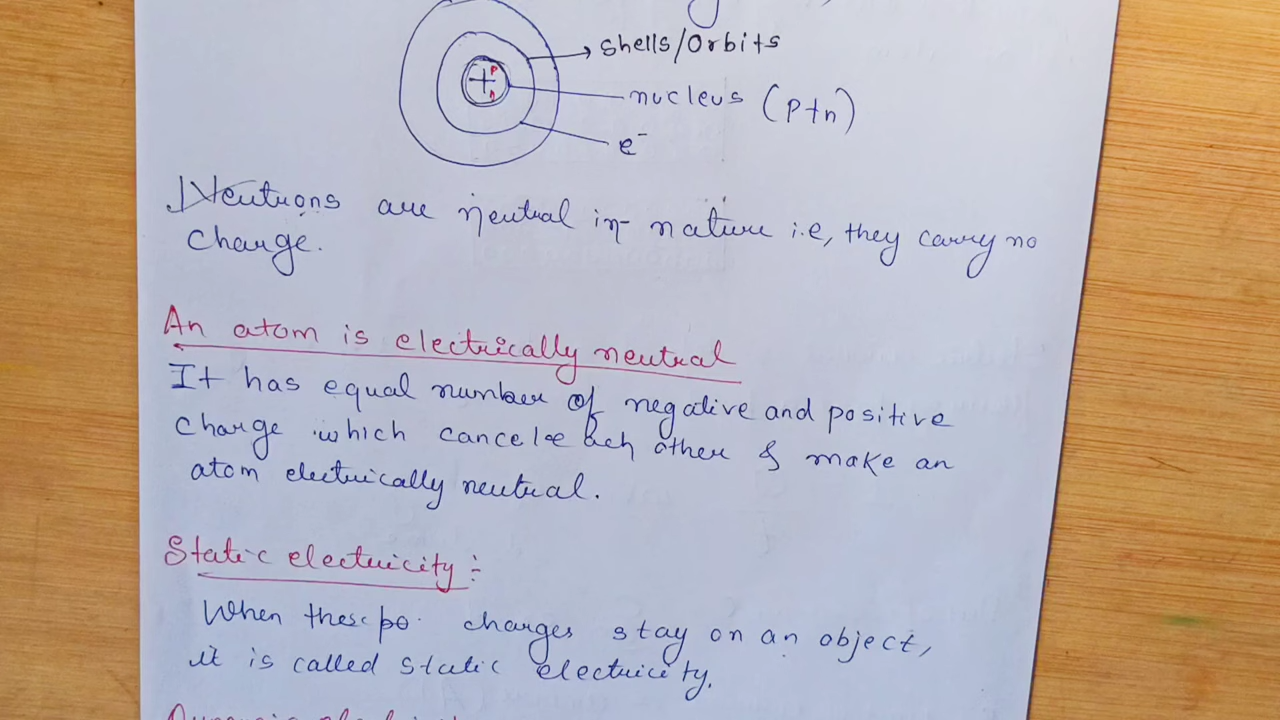 shells/Orbits
P
n
nucleus (p+n)
e⁻
Neutrons are neutral in nature i.e, they carry no
charge.
An atom is electrically neutral
It has equal number of negative and positive
charge which cancel each other & make an
atom electrically neutral.
Static electricity :-
When these charges stay on an object,
it is called static electricity.